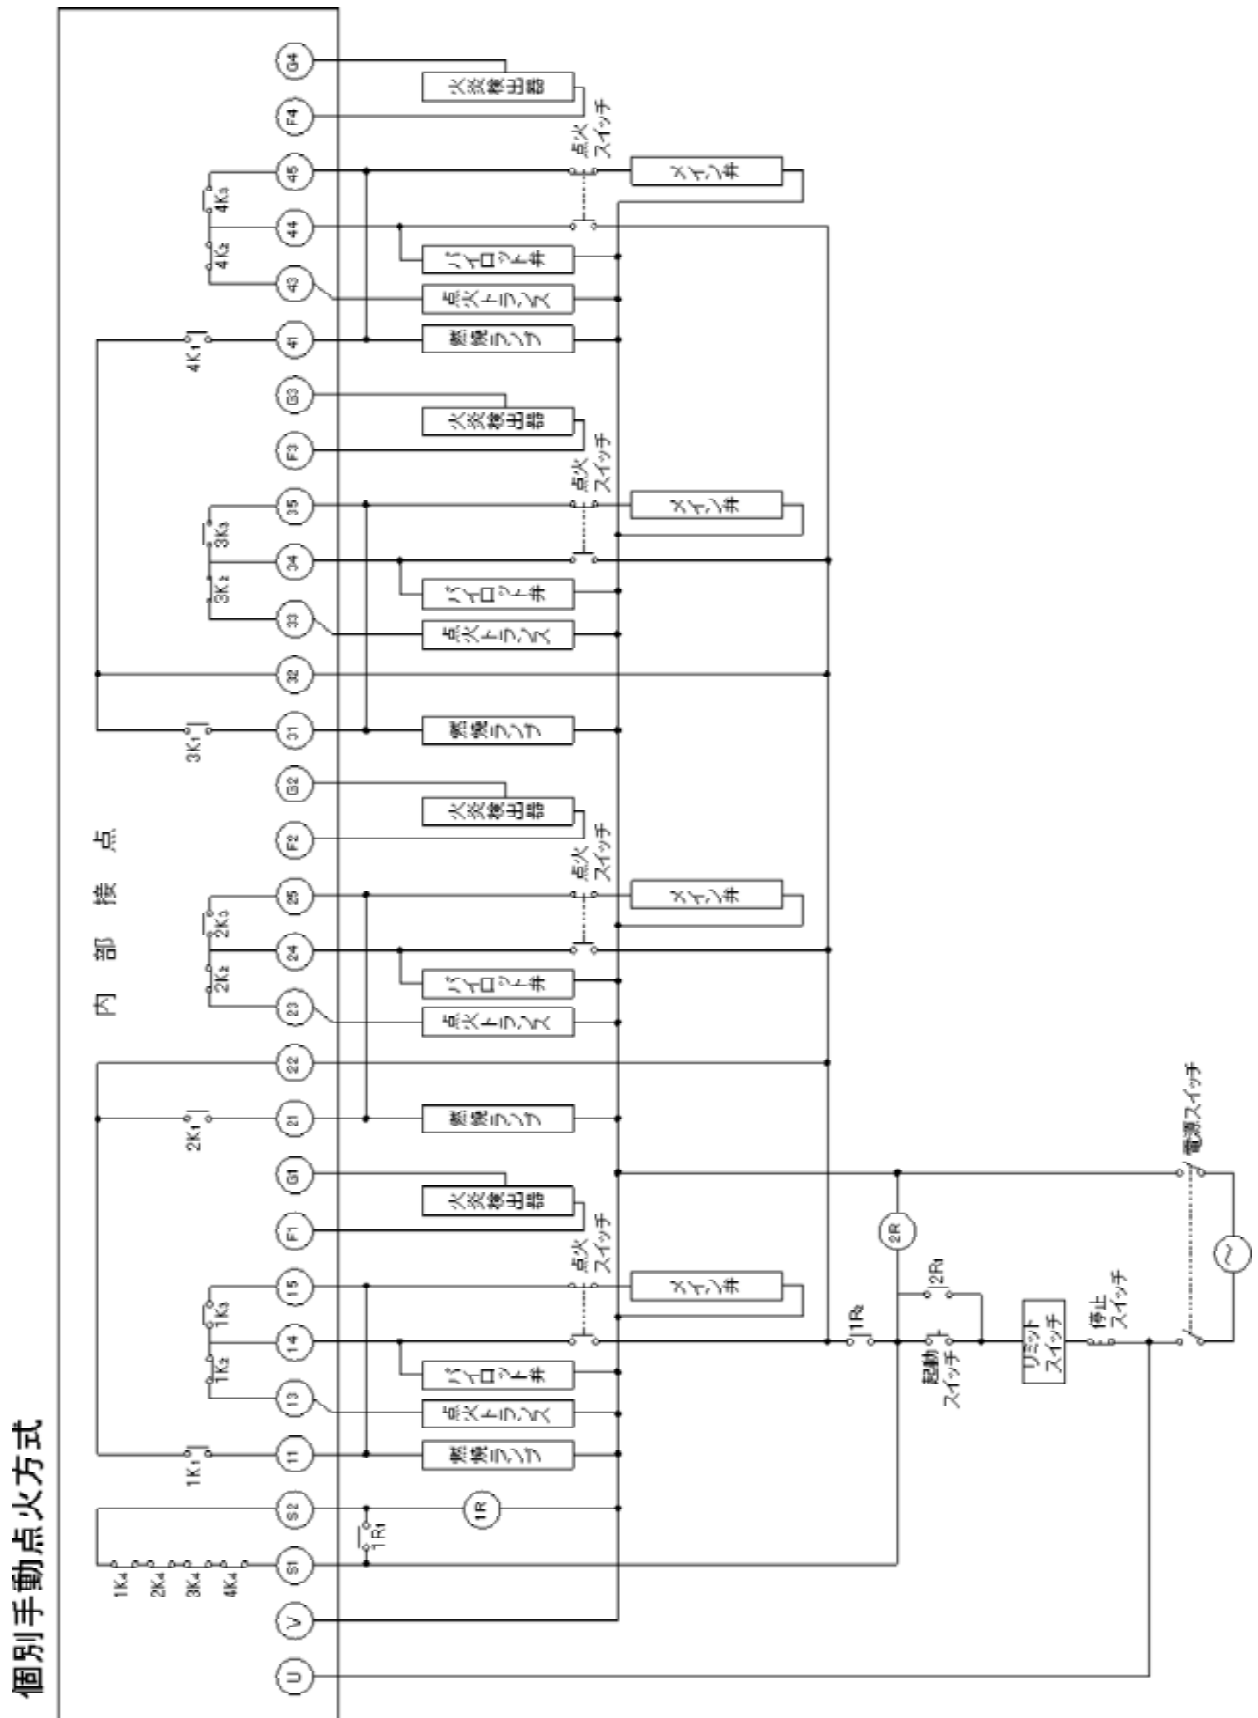 個別手動点火方式
内部接点
1K₄
2K₄
3K₄
4K₄
1K₁
1K₂
1K₃
2K₁
2K₂
2K₃
3K₁
3K₂
3K₃
4K₁
4K₂
4K₃
U
V
S1
S2
11
13
14
15
F1
G1
21
22
23
24
25
F2
G2
31
32
33
34
35
F3
G3
41
43
44
45
F4
G4
1R₁
1R
燃焼ランプ
点火トランス
パイロット弁
火炎検出器
点火
スイッチ
メイン弁
燃焼ランプ
点火トランス
パイロット弁
火炎検出器
点火
スイッチ
メイン弁
燃焼ランプ
点火トランス
パイロット弁
火炎検出器
点火
スイッチ
メイン弁
燃焼ランプ
点火トランス
パイロット弁
火炎検出器
点火
スイッチ
メイン弁
1R₂
2R
起動
スイッチ
2R₁
リミット
スイッチ
停止
スイッチ
電源スイッチ